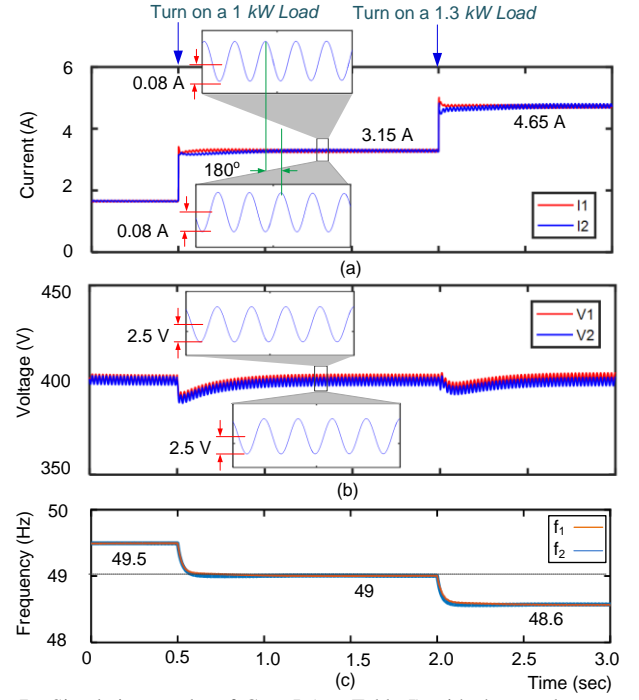 Turn on a 1 kW Load
Turn on a 1.3 kW Load
6
4
2
0
Current (A)
0.08 A
180°
0.08 A
3.15 A
4.65 A
I1
I2
(a)
450
400
350
Voltage (V)
2.5 V
2.5 V
V1
V2
(b)
50
49
48
Frequency (Hz)
49.5
49
48.6
f1
f2
0
0.5
1.0
1.5
2.0
2.5
3.0
(c)
Time (sec)